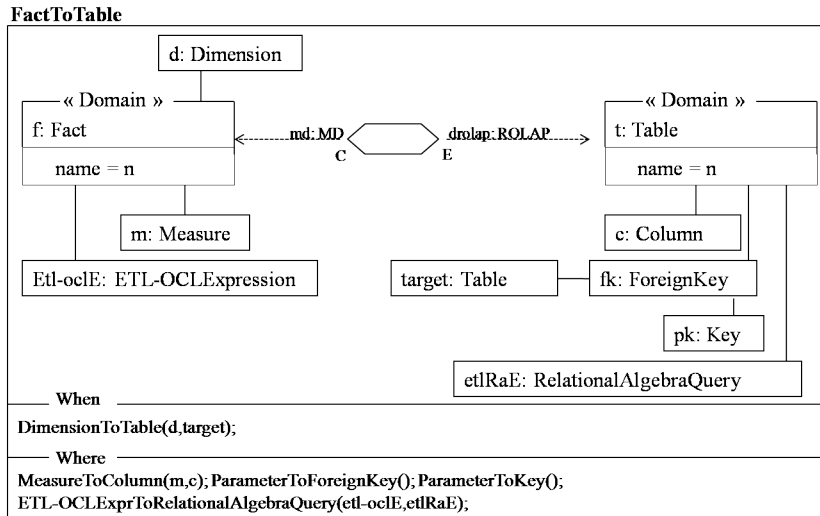 FactToTable
d: Dimension
« Domain »
f: Fact
name = n
md: MD
C
drolap: ROLAP
E
« Domain »
t: Table
name = n
m: Measure
c: Column
Etl-oclE: ETL-OCLExpression
target: Table
fk: ForeignKey
pk: Key
etlRaE: RelationalAlgebraQuery
When
DimensionToTable(d,target);
Where
MeasureToColumn(m,c); ParameterToForeignKey(); ParameterToKey();
ETL-OCLExprToRelationalAlgebraQuery(etl-oclE,etlRaE);